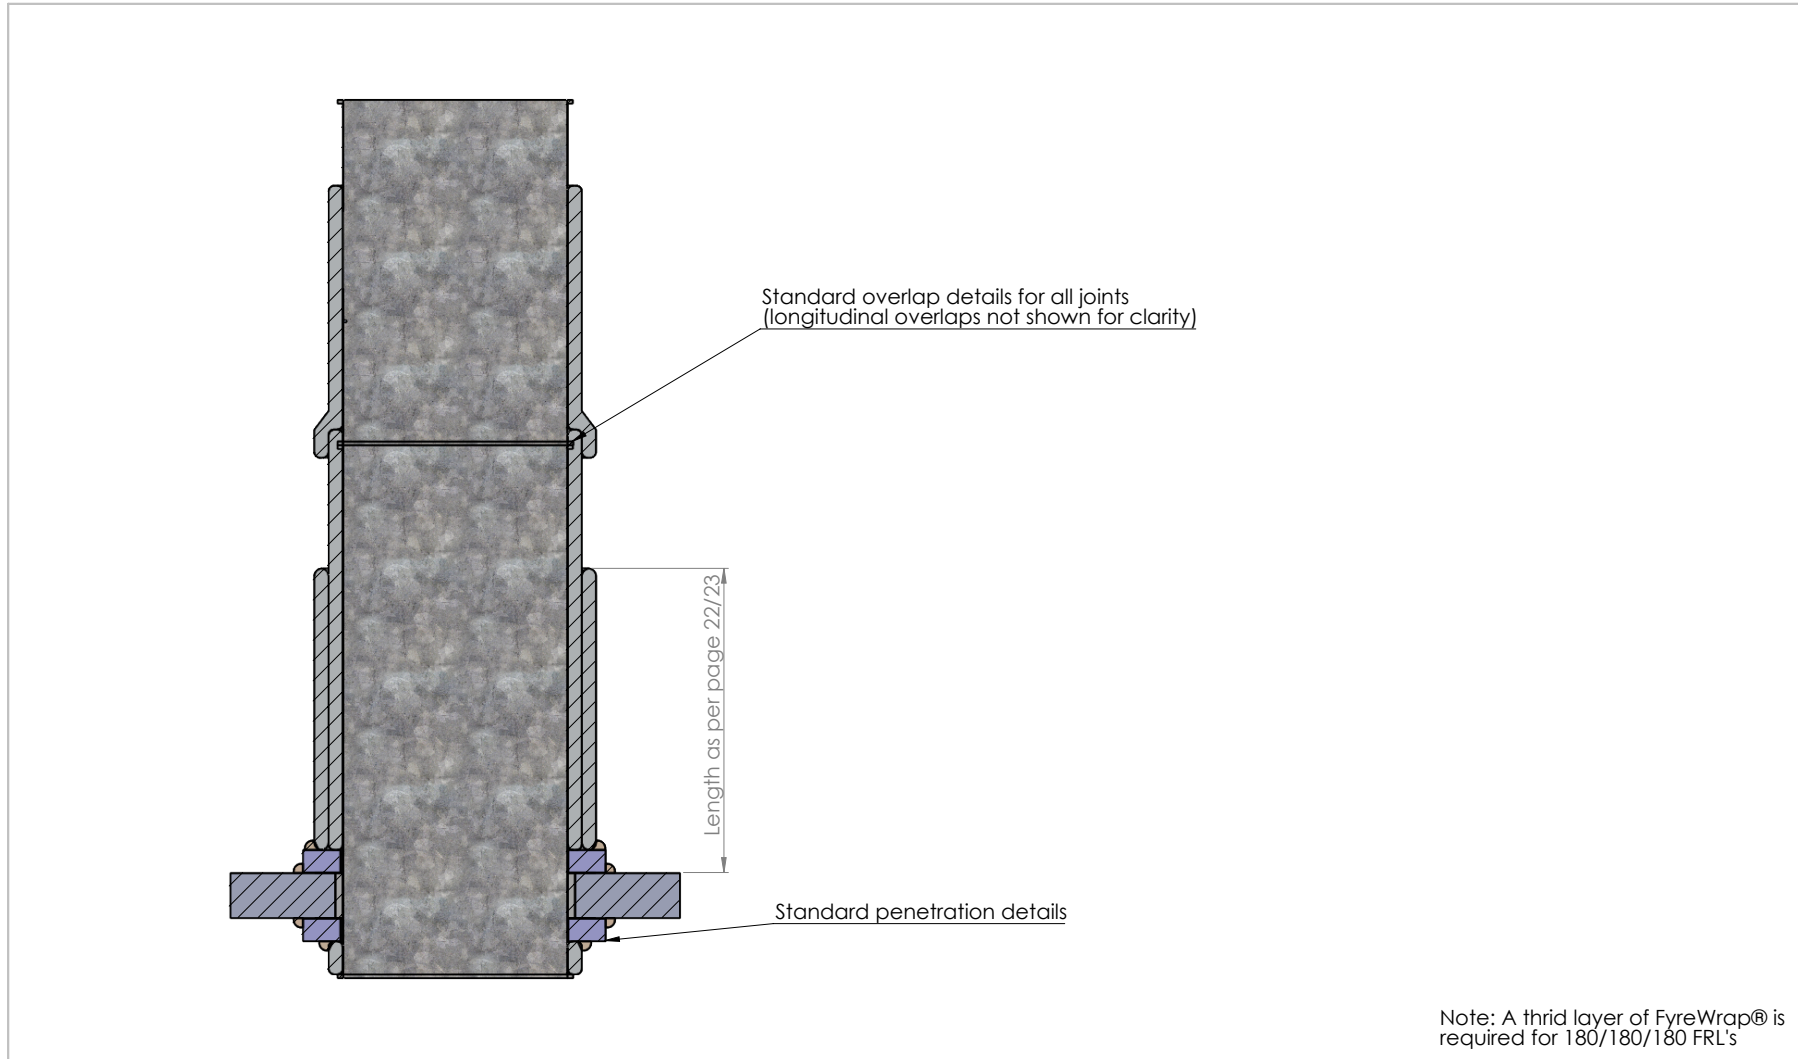 Standard overlap details for all joints
(longitudinal overlaps not shown for clarity)
Length as per page 22/23
Standard penetration details
Note: A thrid layer of FyreWrap® is
required for 180/180/180 FRL's